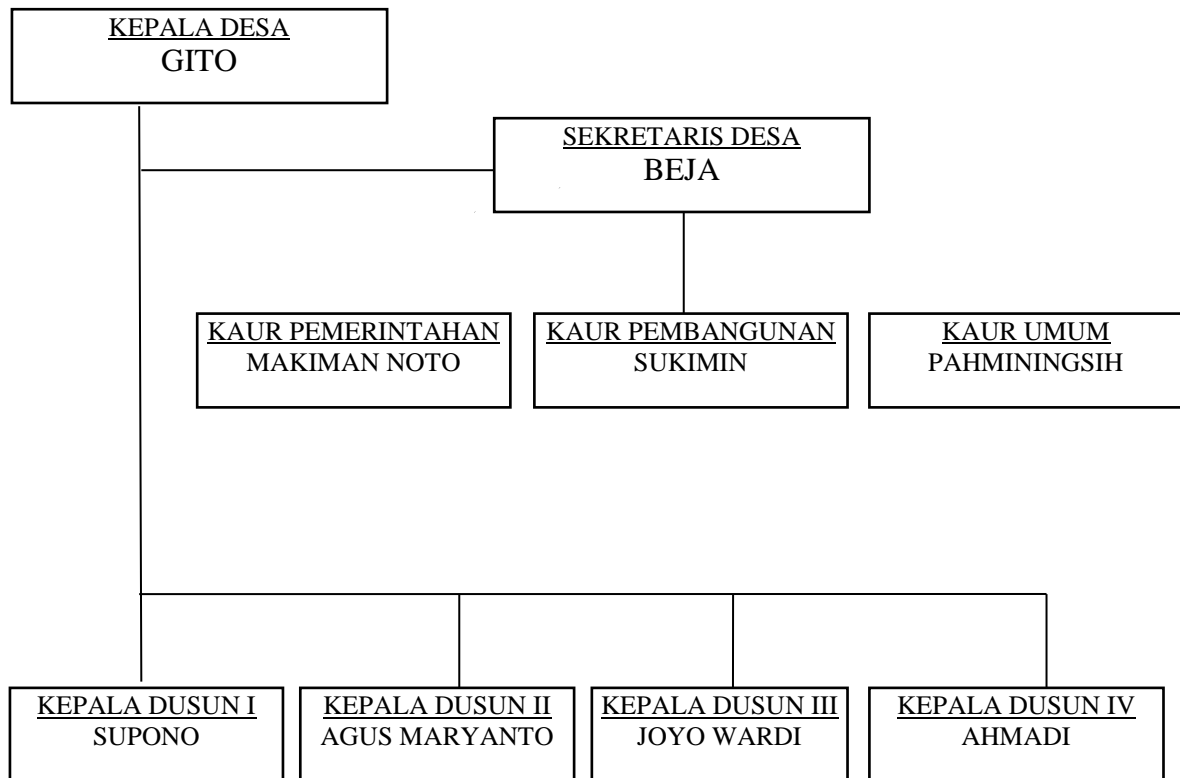 KEPALA DESA
GITO
SEKRETARIS DESA
BEJA
KAUR PEMERINTAHAN
MAKIMAN NOTO
KAUR PEMBANGUNAN
SUKIMIN
KAUR UMUM
PAHMININGSIH
KEPALA DUSUN I
SUPONO
KEPALA DUSUN II
AGUS MARYANTO
KEPALA DUSUN III
JOYO WARDI
KEPALA DUSUN IV
AHMADI